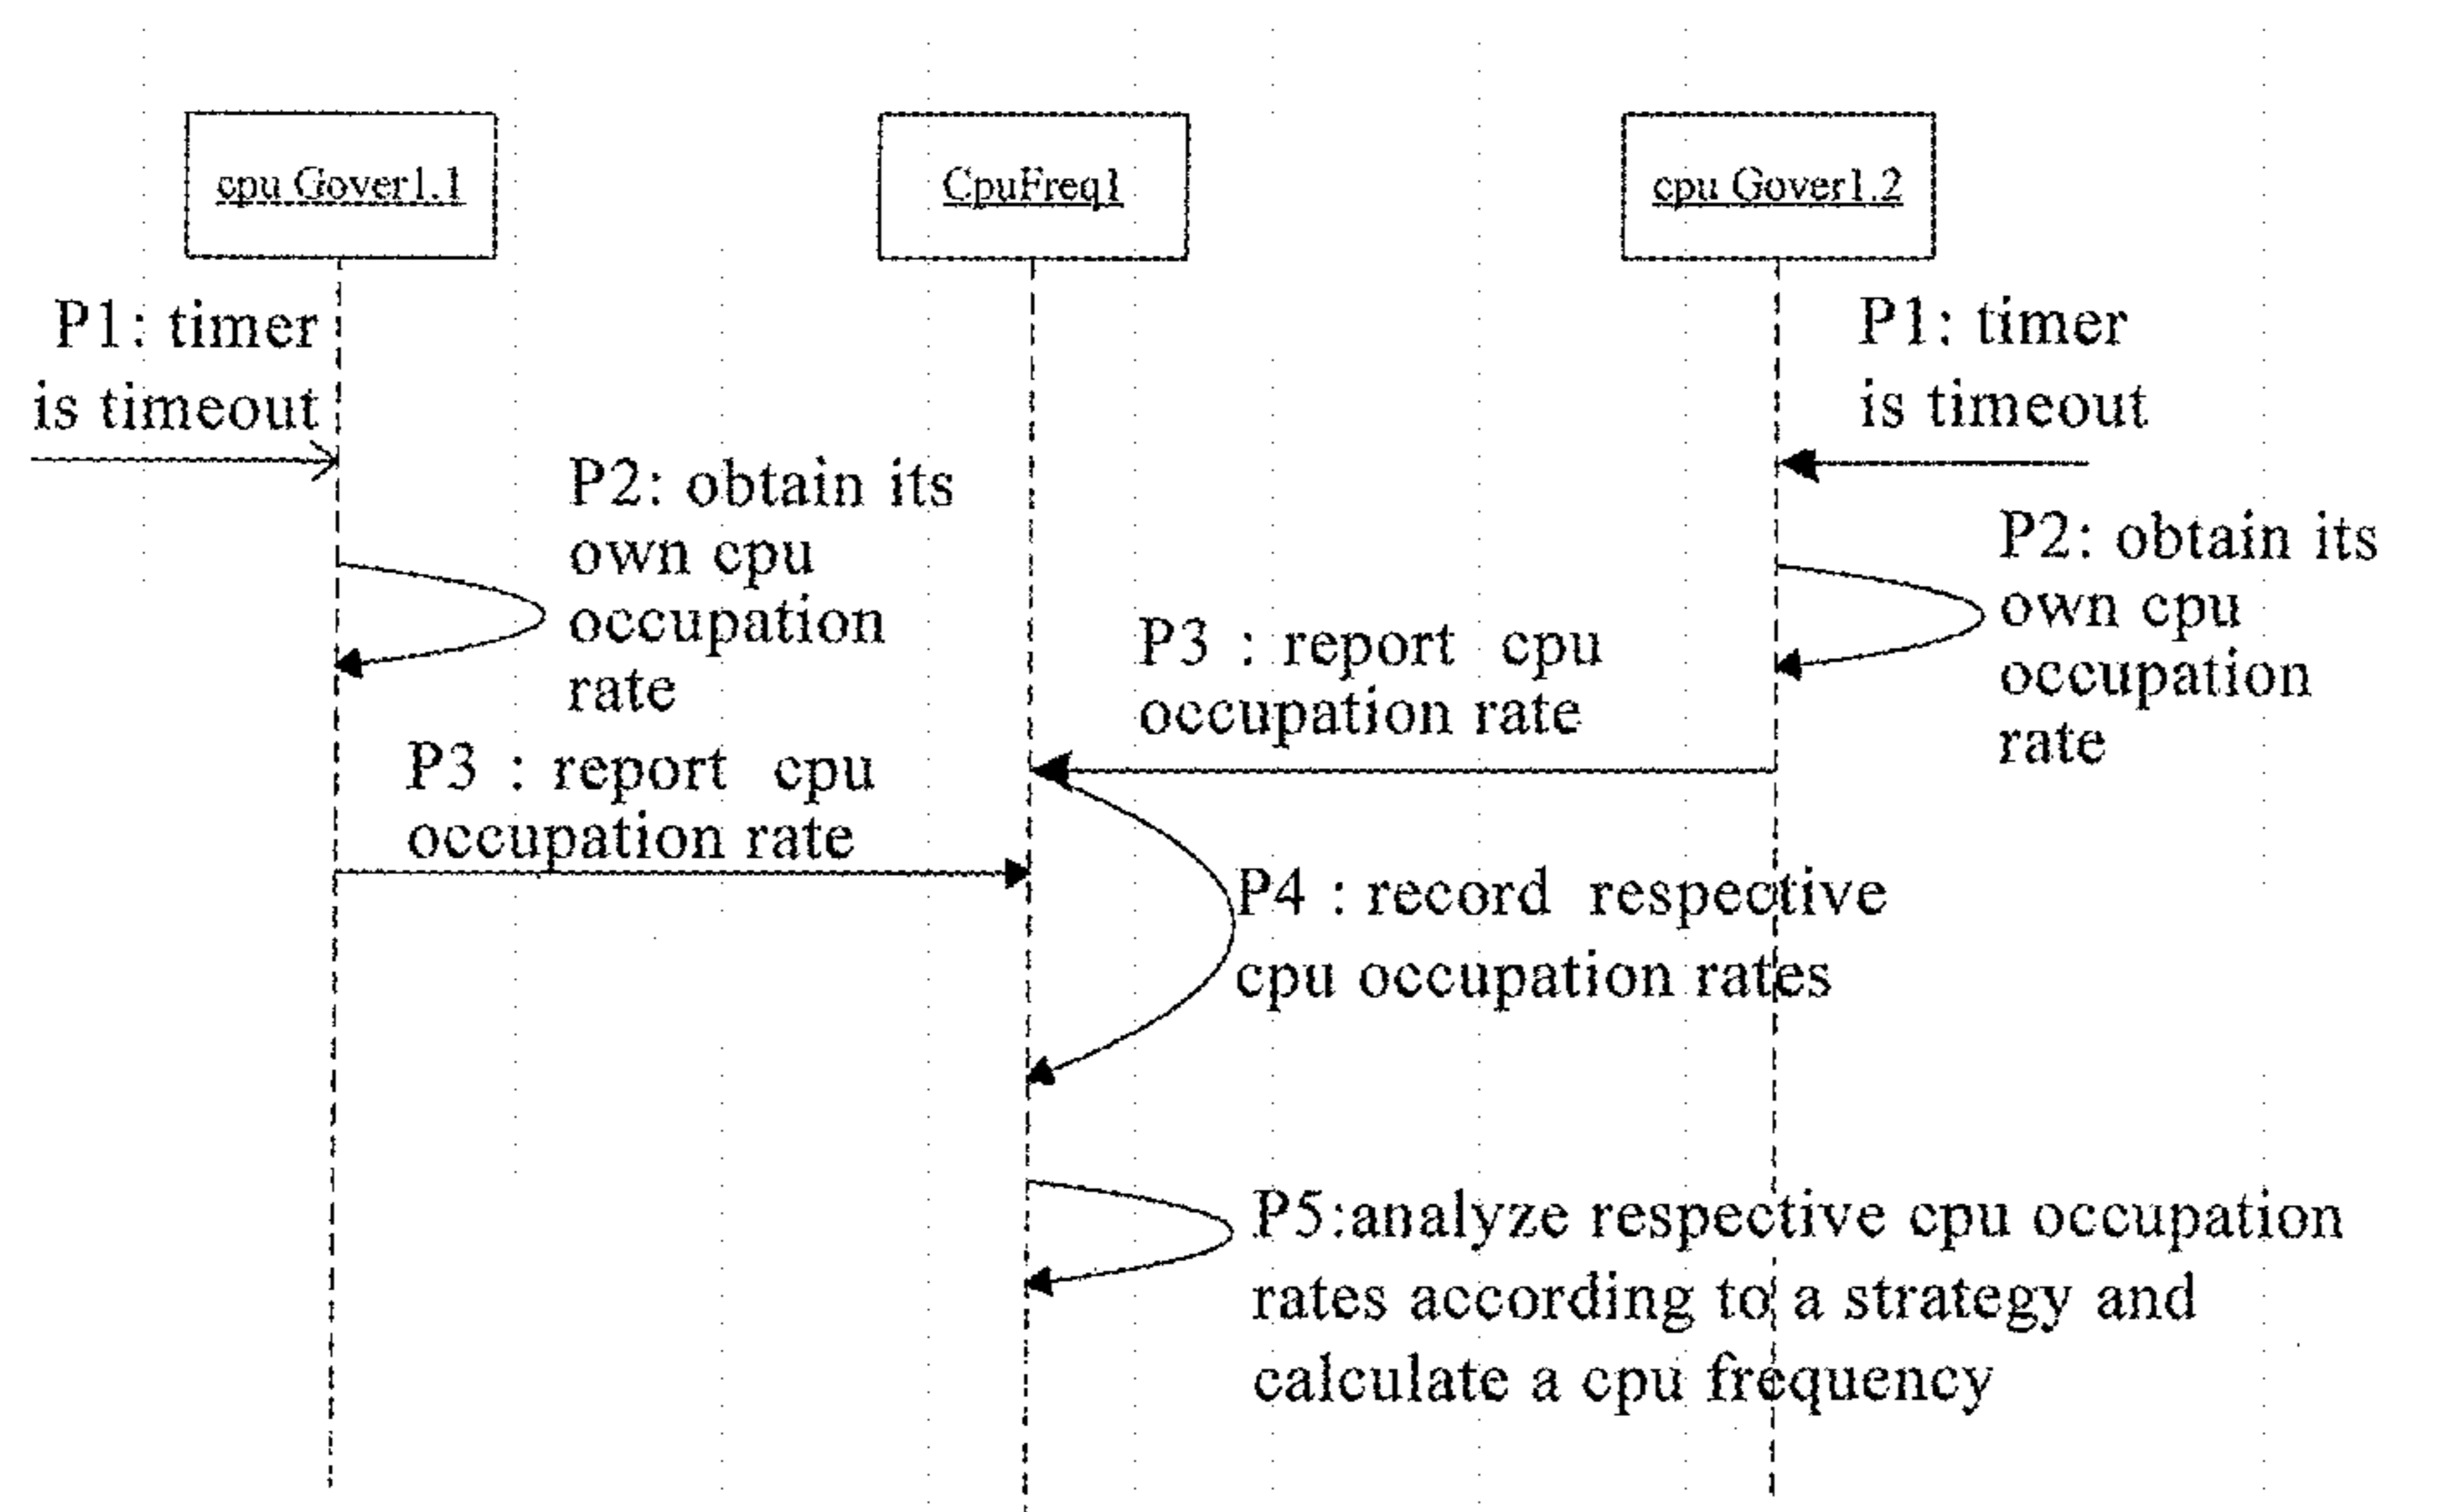 cpu Gover1.1
CpuFreq1
cpu Gover1.2
P1: timer
is timeout
P1: timer
is timeout
P2: obtain its
own cpu
occupation
rate
P2: obtain its
own cpu
occupation
rate
P3 : report cpu
occupation rate
P3 : report cpu
occupation rate
P4 : record respective
cpu occupation rates
P5:analyze respective cpu occupation
rates according to a strategy and
calculate a cpu frequency